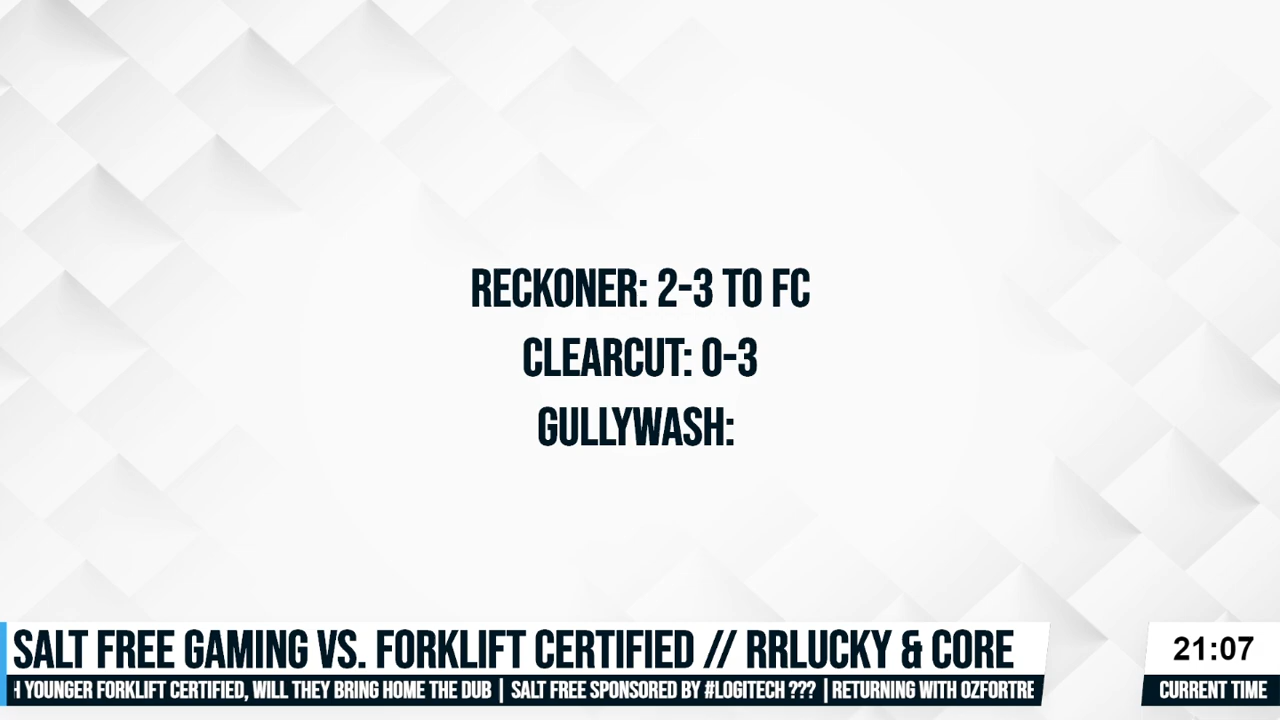 RECKONER: 2-3 TO FC
CLEARCUT: 0-3
GULLYWASH:
SALT FREE GAMING VS. FORKLIFT CERTIFIED // RRLUCKY & CORE
YOUNGER FORKLIFT CERTIFIED, WILL THEY BRING HOME THE DUB | SALT FREE SPONSORED BY #LOGITECH ??? | RETURNING WITH OZFORTRE
21:07
CURRENT TIME